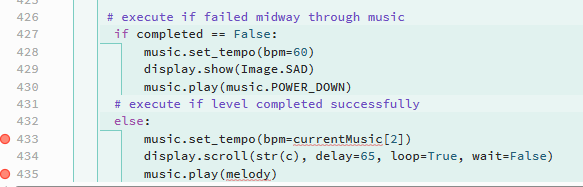 426 # execute if failed midway through music
427 if completed == False:
428 music.set_tempo(bpm=60)
429 display.show(Image.SAD)
430 music.play(music.POWER_DOWN)
431 # execute if level completed successfully
432 else:
433 music.set_tempo(bpm=currentMusic[2])
434 display.scroll(str(c), delay=65, loop=True, wait=False)
435 music.play(melody)